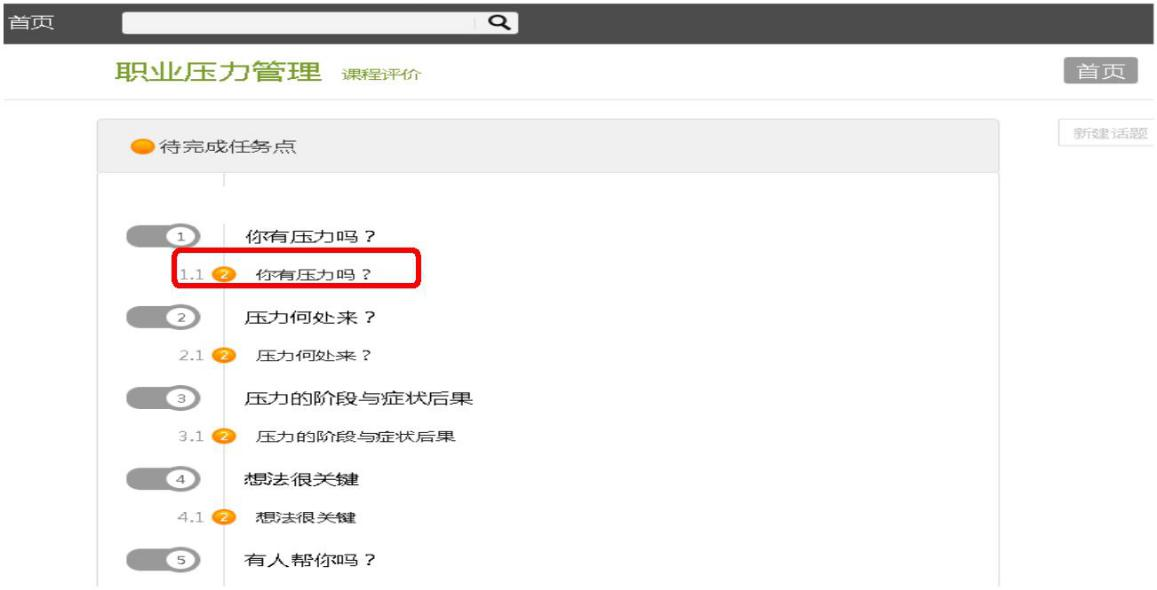 首页
职业压力管理 课程评价 首页
待完成任务点 新建话题
1 你有压力吗？
1.1 2 你有压力吗？
2 压力何处来？
2.1 2 压力何处来？
3 压力的阶段与症状后果
3.1 2 压力的阶段与症状后果
4 想法很关键
4.1 2 想法很关键
5 有人帮你吗？